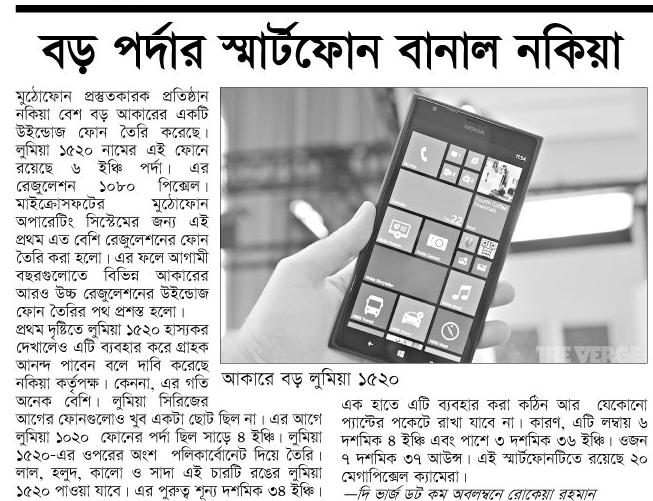 বড় পর্দার স্মার্টফোন বানাল নকিয়া
মুঠোফোন প্রস্তুতকারক প্রতিষ্ঠান
নকিয়া বেশ বড় আকারের একটি
উইন্ডোজ ফোন তৈরি করেছে।
লুমিয়া ১৫২০ নামের এই ফোনে
রয়েছে ৬ ইঞ্চি পর্দা। এর
রেজুলেশন ১০৮০ পিক্সেল।
মাইক্রোসফটের মুঠোফোন
অপারেটিং সিস্টেমের জন্য এই
প্রথম এত বেশি রেজুলেশনের ফোন
তৈরি করা হলো। এর ফলে আগামী
বছরগুলোতে বিভিন্ন আকারের
আরও উচ্চ রেজুলেশনের উইন্ডোজ
ফোন তৈরির পথ প্রশস্ত হলো।
প্রথম দৃষ্টিতে লুমিয়া ১৫২০ হাস্যকর
দেখালেও এটি ব্যবহার করে গ্রাহক
আনন্দ পাবেন বলে দাবি করেছে
নকিয়া কর্তৃপক্ষ। কেননা, এর গতি
অনেক বেশি। লুমিয়া সিরিজের
আগের ফোনগুলোও খুব একটা ছোট ছিল না। এর আগে
লুমিয়া ১০২০ ফোনের পর্দা ছিল সাড়ে ৪ ইঞ্চি। লুমিয়া
১৫২০-এর ওপরের অংশ পলিকার্বোনেট দিয়ে তৈরি।
লাল, হলুদ, কালো ও সাদা এই চারটি রঙের লুমিয়া
১৫২০ পাওয়া যাবে। এর পুরুত্ব শূন্য দশমিক ৩৪ ইঞ্চি।
NOKIA
11:54
Fourth Coffee
Financials
22
THE VERGE
আকারে বড় লুমিয়া ১৫২০
এক হাতে এটি ব্যবহার করা কঠিন আর যেকোনো
প্যান্টের পকেটে রাখা যাবে না। কারণ, এটি লম্বায় ৬
দশমিক ৪ ইঞ্চি এবং পাশে ৩ দশমিক ৩৬ ইঞ্চি। ওজন
৭ দশমিক ৩৭ আউন্স। এই স্মার্টফোনটিতে রয়েছে ২০
মেগাপিক্সেল ক্যামেরা।
—দি ভার্জ ডট কম অবলম্বনে রোবেয়া রহমান